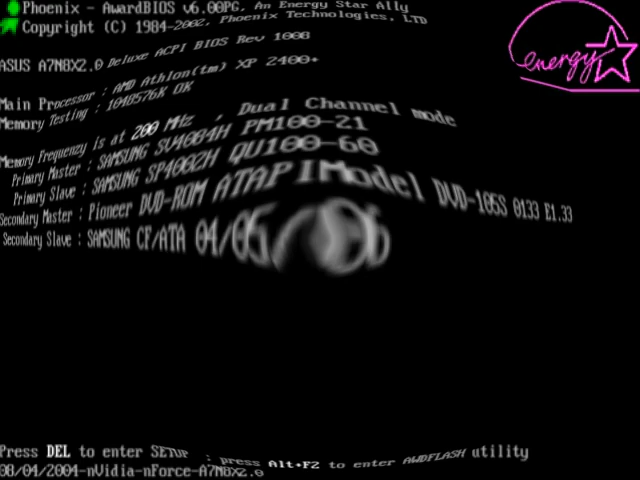 Phoenix - AwardBIOS v6.00PG, An Energy Star Ally
Copyright (C) 1984-2002, Phoenix Technologies, LTD
energy
ASUS A7N8X2.0 Deluxe ACPI BIOS Rev 1008
Main Processor : AMD Athlon(tm) XP 2400+
Memory Testing : 1048576K OK
Memory Frequenzy is at 200 MHz , Dual Channel mode
Primary Master : SAMSUNG SV4084H PM100-21
Primary Slave : SAMSUNG SP4002H QU100-60
Secondary Master : Pioneer DVD-ROM ATAPIModel DVD-105S 0133 E1.33
Secondary Slave : SAMSUNG CF/ATA 04/05/06
Press DEL to enter SETUP : press Alt+F2 to enter AWDFLASH utility
08/04/2004-nVidia-nForce-A7N8X2.0